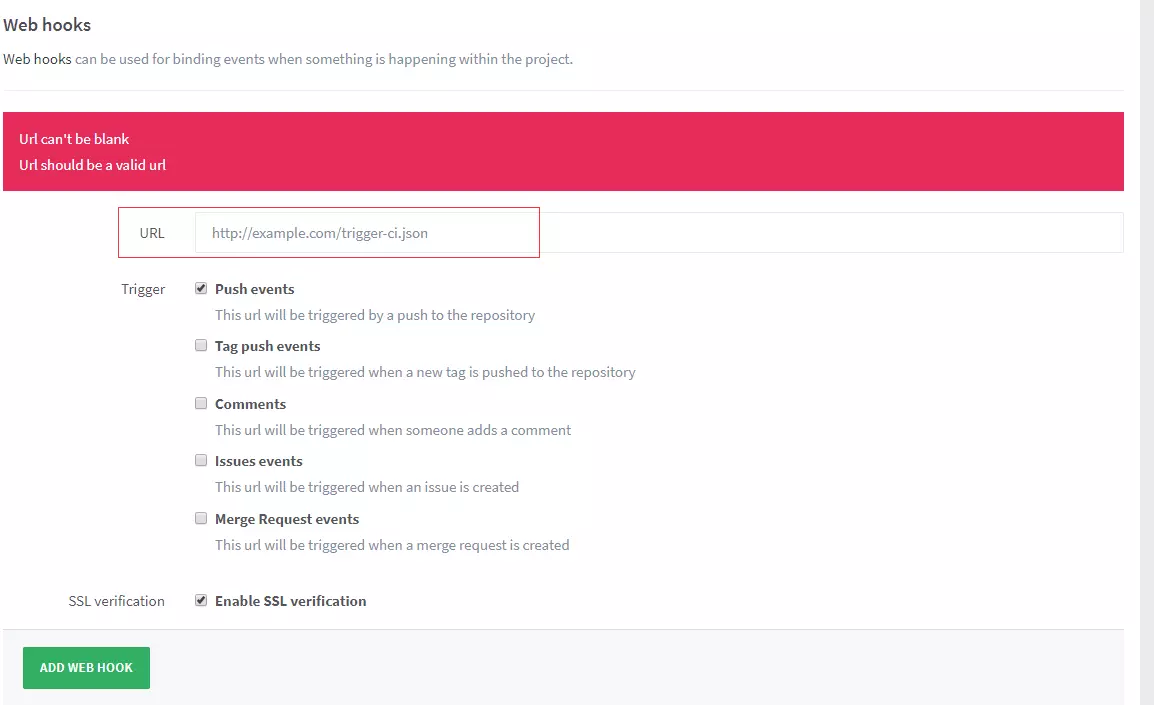 Web hooks
Web hooks can be used for binding events when something is happening within the project.
Url can't be blank
Url should be a valid url
URL http://example.com/trigger-ci.json
Trigger Push events
This url will be triggered by a push to the repository
Tag push events
This url will be triggered when a new tag is pushed to the repository
Comments
This url will be triggered when someone adds a comment
Issues events
This url will be triggered when an issue is created
Merge Request events
This url will be triggered when a merge request is created
SSL verification Enable SSL verification
ADD WEB HOOK